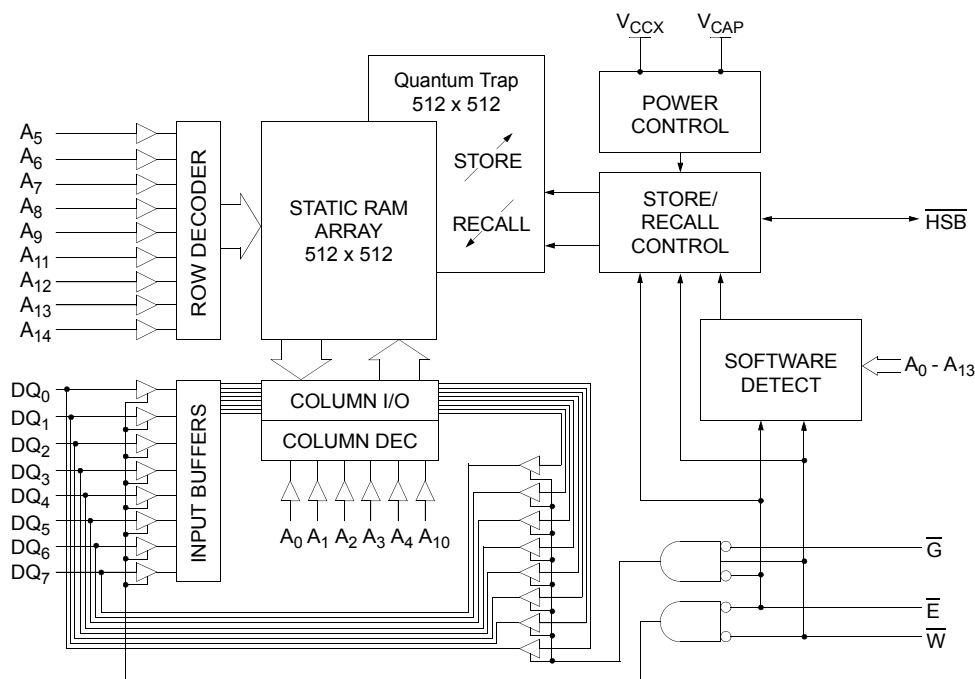 V_CCX
V_CAP
Quantum Trap
512 x 512
STORE
RECALL
POWER
CONTROL
STORE/
RECALL
CONTROL
HSB
A5
A6
A7
A8
A9
A11
A12
A13
A14
ROW DECODER
STATIC RAM
ARRAY
512 x 512
SOFTWARE
DETECT
A0 - A13
DQ0
DQ1
DQ2
DQ3
DQ4
DQ5
DQ6
DQ7
INPUT BUFFERS
COLUMN I/O
COLUMN DEC
A0 A1 A2 A3 A4 A10
G
E
W